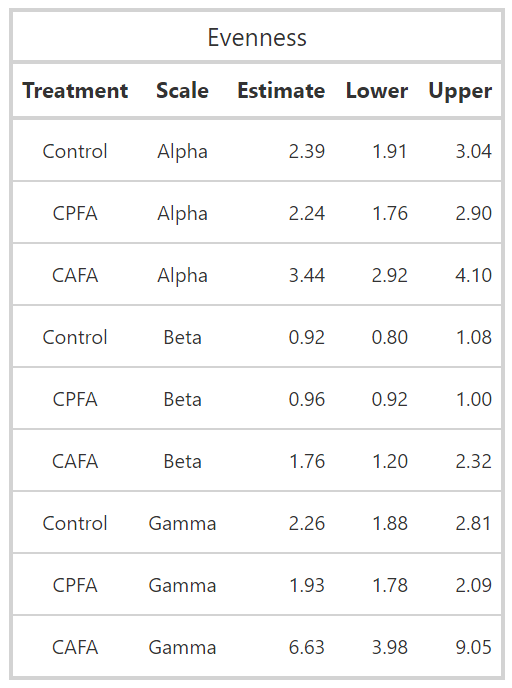 Evenness
Treatment Scale Estimate Lower Upper
Control Alpha 2.39 1.91 3.04
CPFA Alpha 2.24 1.76 2.90
CAFA Alpha 3.44 2.92 4.10
Control Beta 0.92 0.80 1.08
CPFA Beta 0.96 0.92 1.00
CAFA Beta 1.76 1.20 2.32
Control Gamma 2.26 1.88 2.81
CPFA Gamma 1.93 1.78 2.09
CAFA Gamma 6.63 3.98 9.05